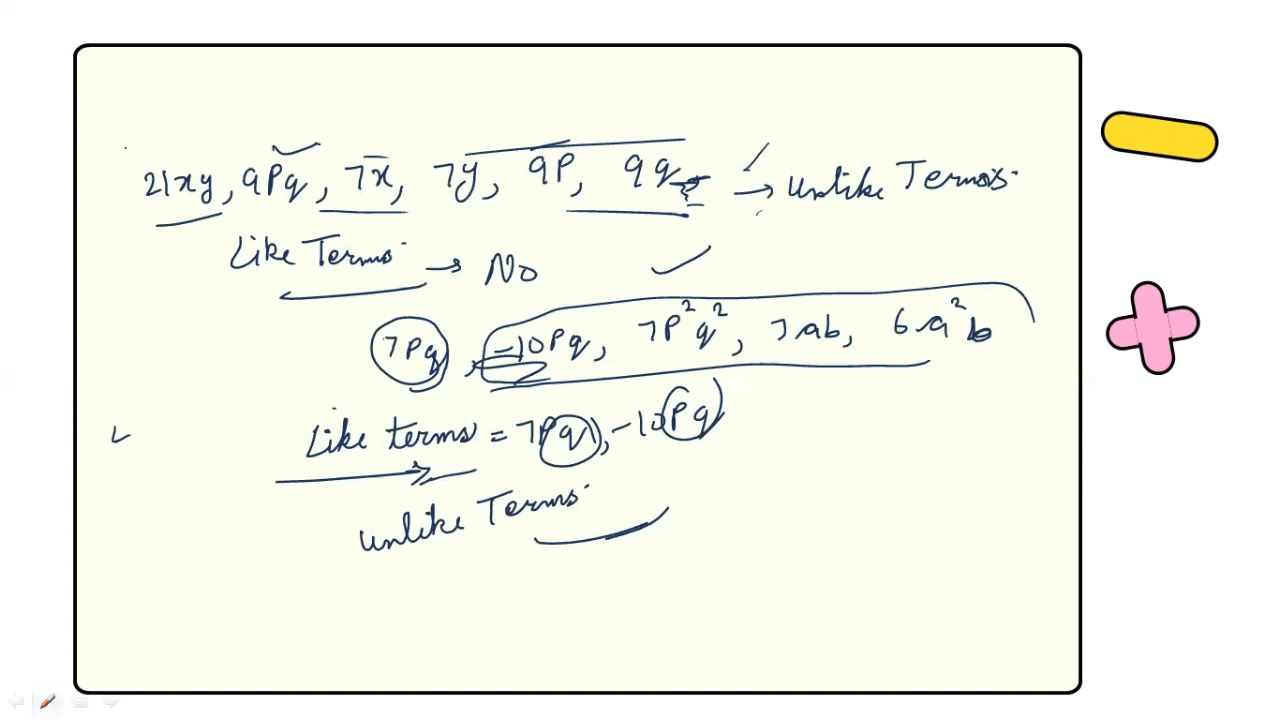 21xy, 9Pq, 7x, 7y, 9P, 9q → unlike Terms.
Like Terms → No
7Pq, -10Pq, 7P²q², 7ab, 6a²b
Like terms = 7Pq, -10Pq
unlike Terms